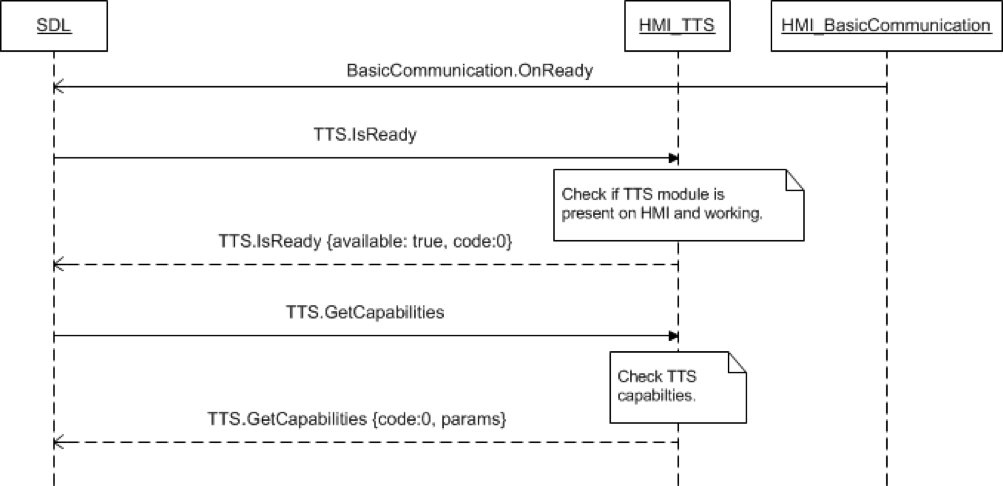 SDL
HMI_TTS
HMI_BasicCommunication
BasicCommunication.OnReady
TTS.IsReady
Check if TTS module is
present on HMI and working.
TTS.IsReady {available: true, code:0}
TTS.GetCapabilities
Check TTS
capabilties.
TTS.GetCapabilities {code:0, params}